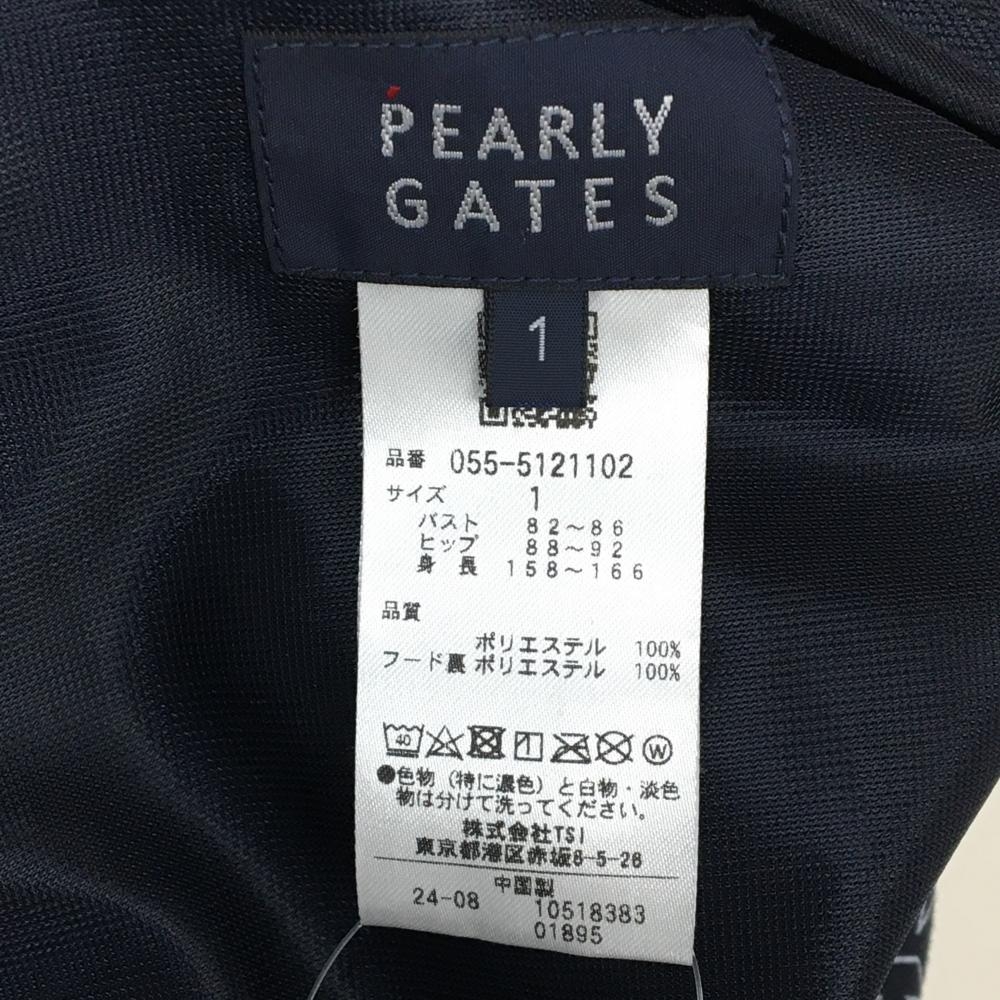 PEARLY
GATES
1
品番 055-5121102
サイズ 1
バスト 82～86
ヒップ 88～92
身 長 158～166
品質
ポリエステル 100%
フード裏 ポリエステル 100%
40 W
●色物（特に濃色）と白物・淡色
物は分けて洗ってください。
株式会社TSI
東京都港区赤坂8-5-28
中国製
24-08 10518383
01895